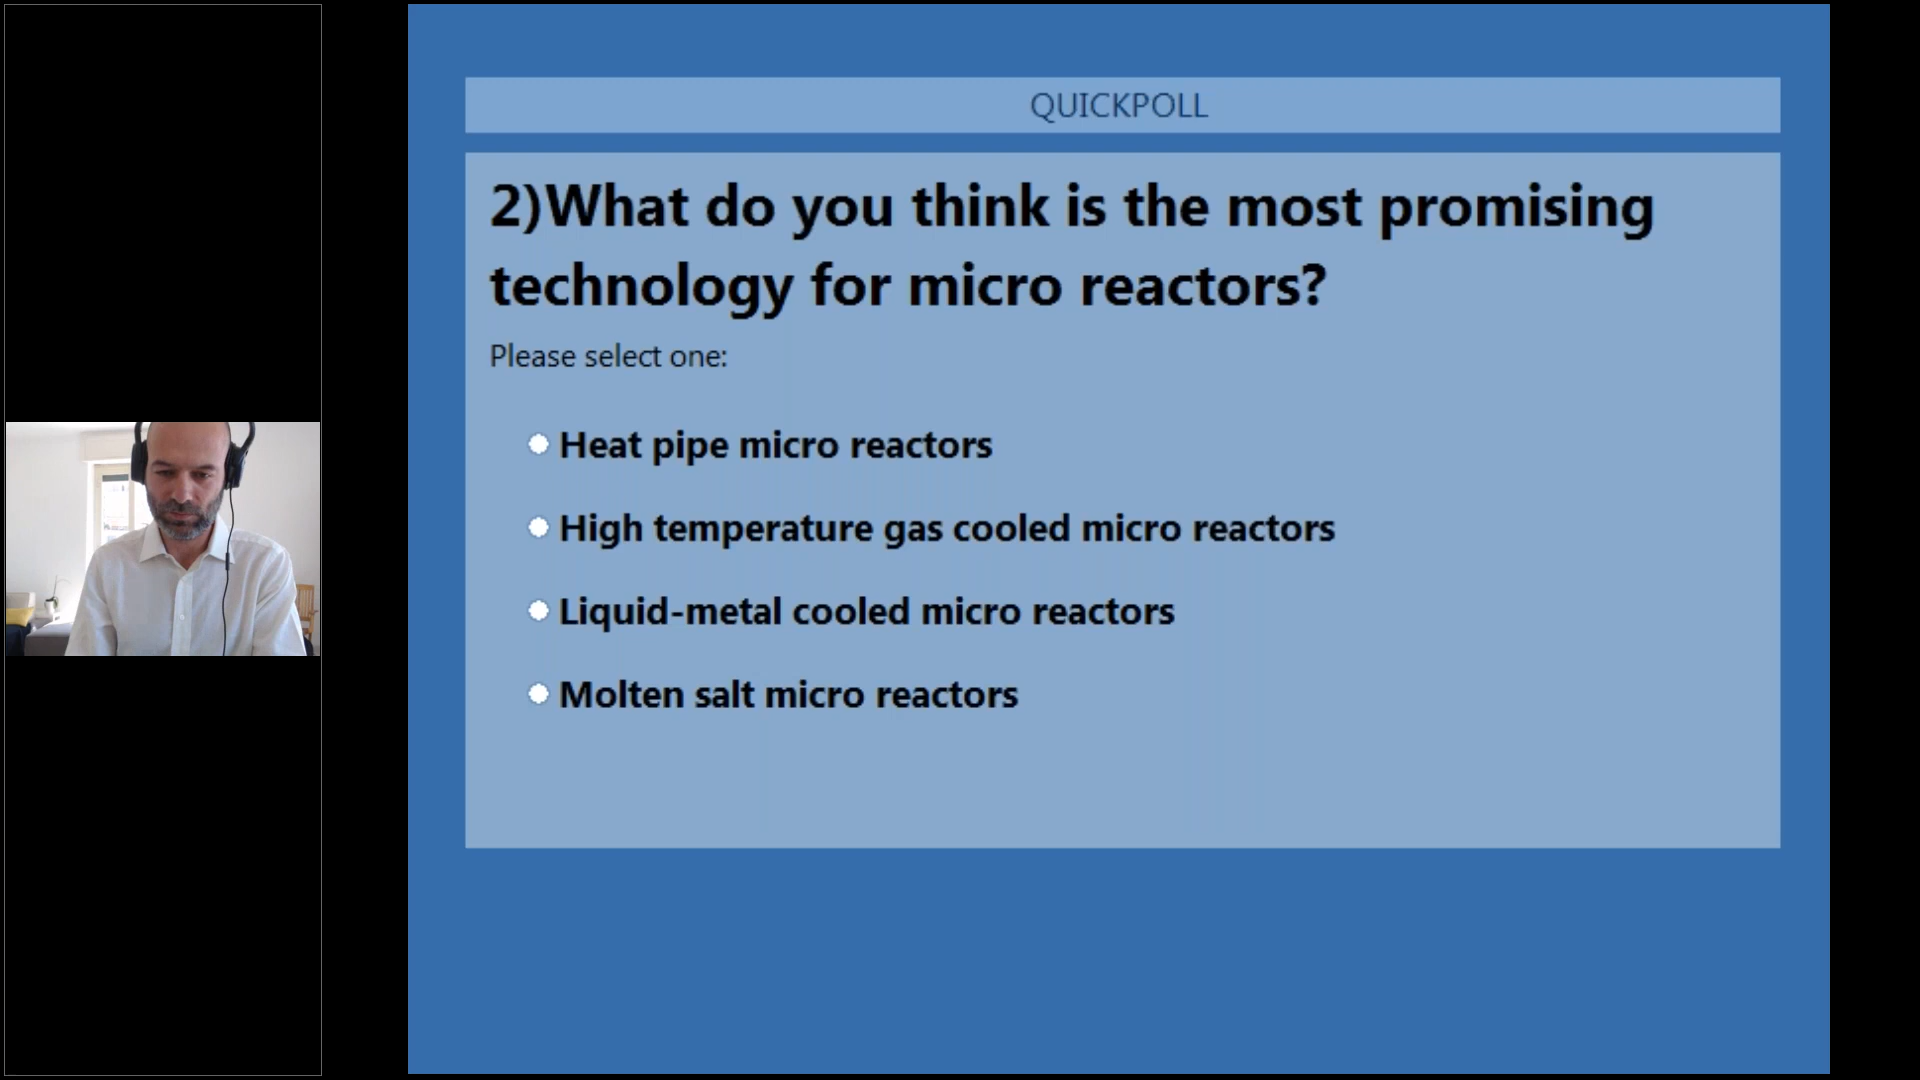 QUICKPOLL
2)What do you think is the most promising
technology for micro reactors?
Please select one:
Heat pipe micro reactors
High temperature gas cooled micro reactors
Liquid-metal cooled micro reactors
Molten salt micro reactors